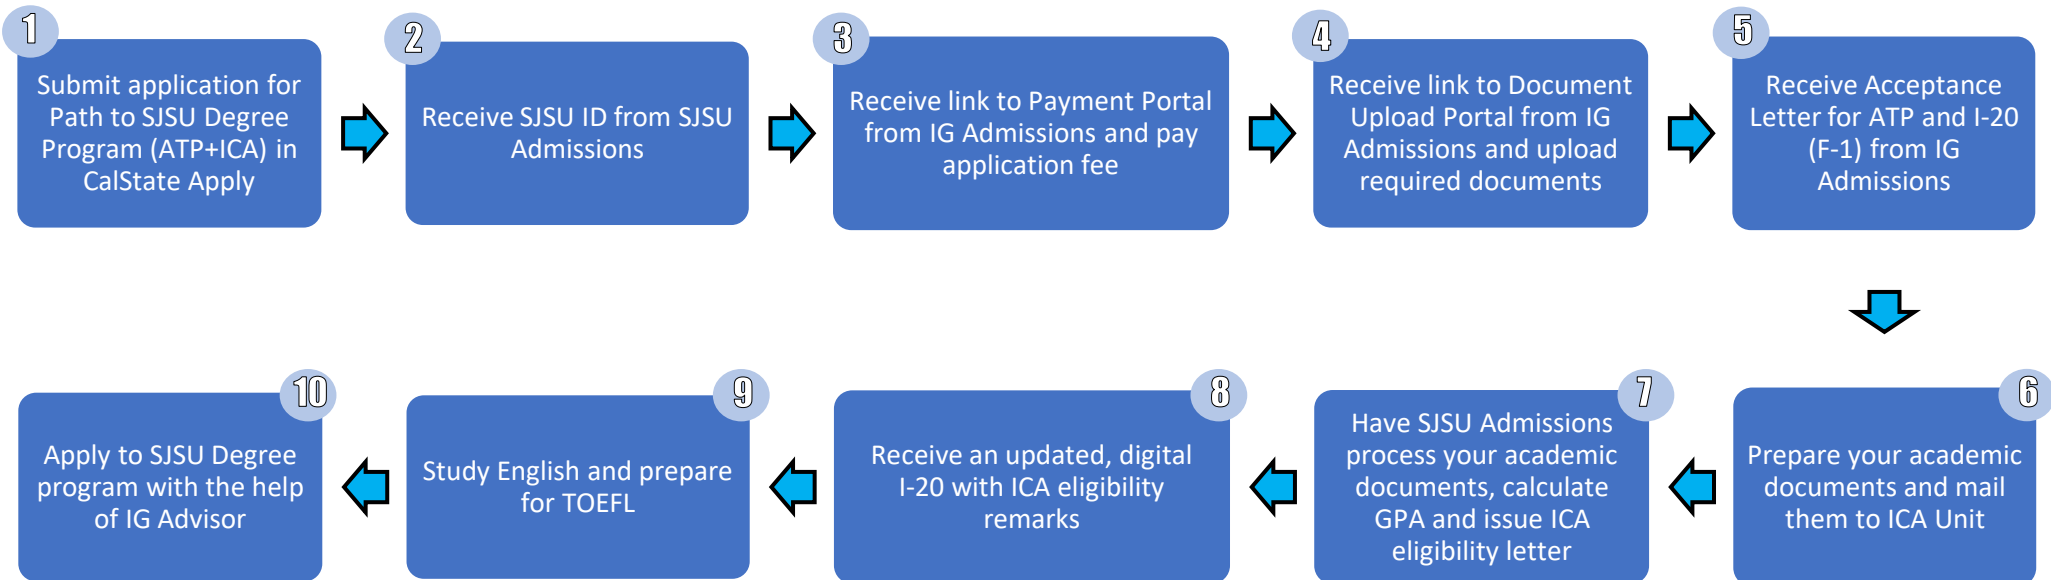 1
Submit application for
Path to SJSU Degree
Program (ATP+ICA) in
CalState Apply
2
Receive SJSU ID from SJSU
Admissions
3
Receive link to Payment Portal
from IG Admissions and pay
application fee
4
Receive link to Document
Upload Portal from IG
Admissions and upload
required documents
5
Receive Acceptance
Letter for ATP and I-20
(F-1) from IG
Admissions
6
Prepare your academic
documents and mail
them to ICA Unit
7
Have SJSU Admissions
process your academic
documents, calculate
GPA and issue ICA
eligibility letter
8
Receive an updated, digital
I-20 with ICA eligibility
remarks
9
Study English and prepare
for TOEFL
10
Apply to SJSU Degree
program with the help
of IG Advisor